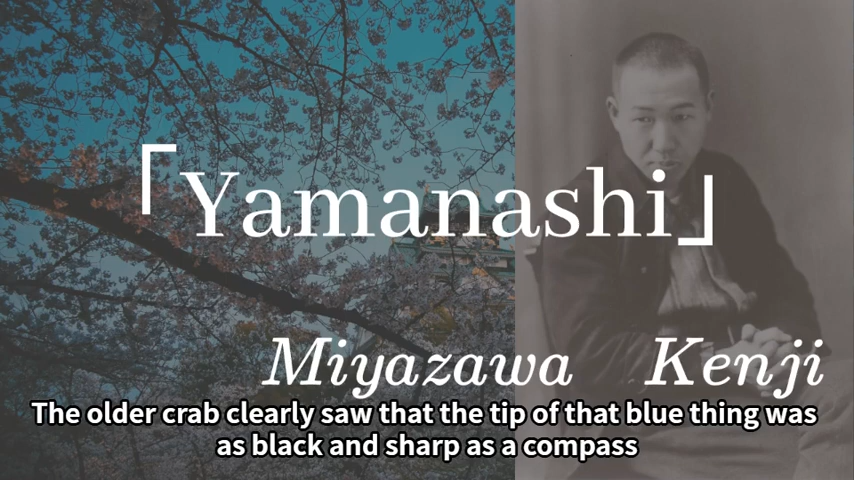 「Yamanashi」
Miyazawa Kenji
The older crab clearly saw that the tip of that blue thing was
as black and sharp as a compass